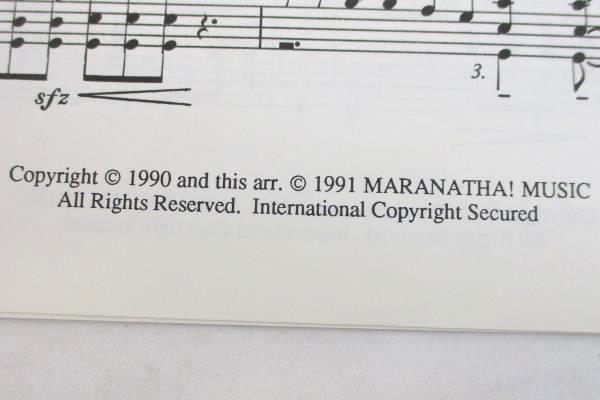 sfz
3.
Copyright © 1990 and this arr. © 1991 MARANATHA! MUSIC
All Rights Reserved. International Copyright Secured